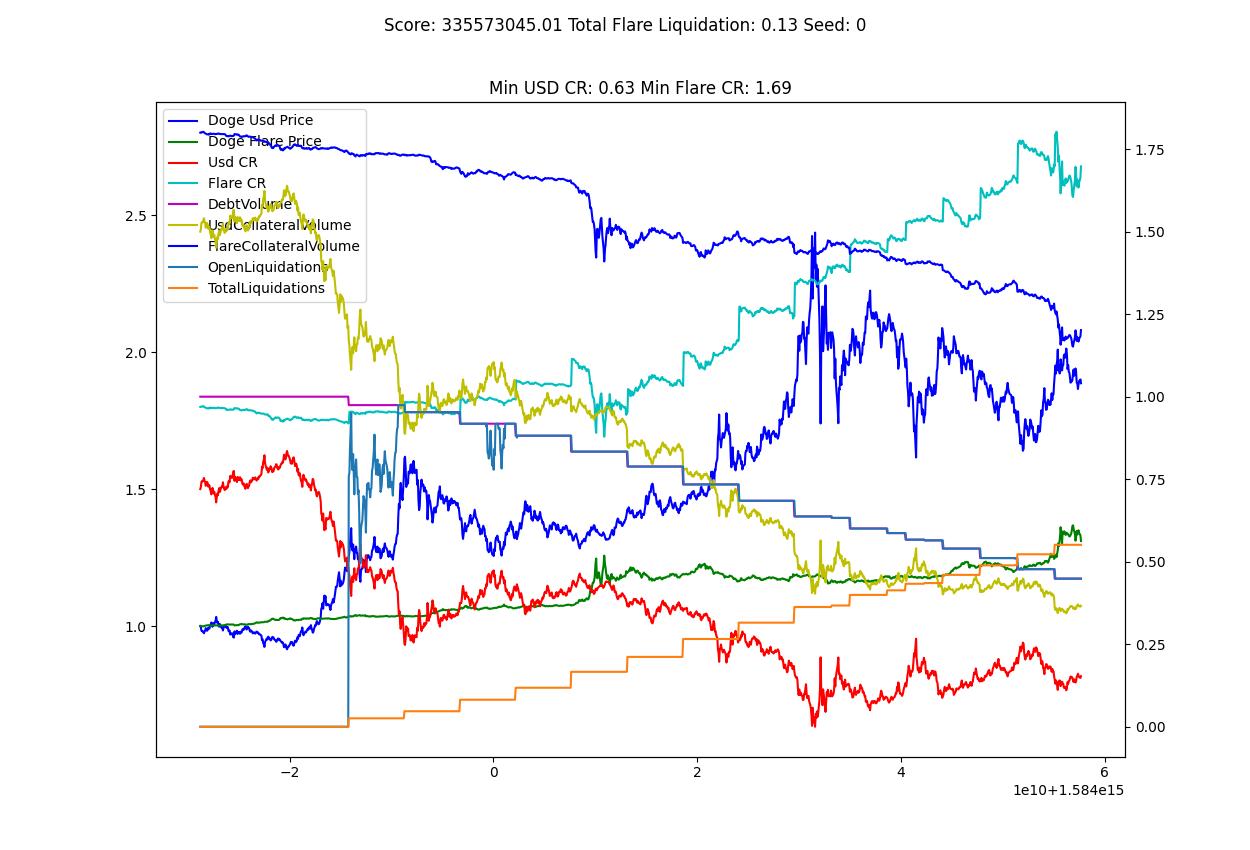 Score: 335573045.01 Total Flare Liquidation: 0.13 Seed: 0
Min USD CR: 0.63 Min Flare CR: 1.69
Doge Usd Price
Doge Flare Price
Usd CR
Flare CR
DebtVolume
UsdCollateralVolume
FlareCollateralVolume
OpenLiquidations
TotalLiquidations
2.5
2.0
1.5
1.0
1.75
1.50
1.25
1.00
0.75
0.50
0.25
0.00
−2 0 2 4 6
1e10+1.584e15